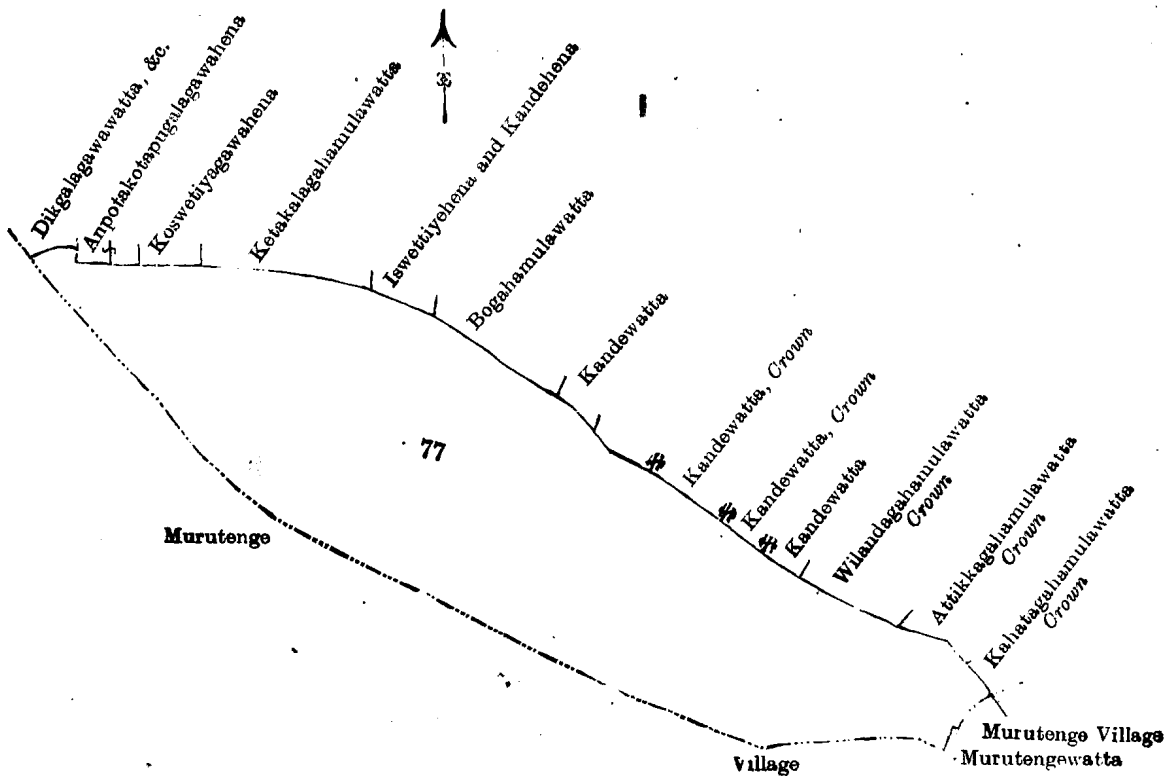 Dikgalagawawatta, &c.
Anpotakotapugalagawahena
Koswetiyagawahena
Ketakalagahamulawatta
Iswettiyehena and Kandehena
Bogahamulawatta
Kandewatta
Kandewatta, Crown
Kandewatta, Crown
Kandewatta
Wilandagahamulawatta
Crown
Attikkagahamulawatta
Crown
Kahatagahamulawatta
Crown
77
Murutenge
Village
Murutenge Village
Murutengewatta